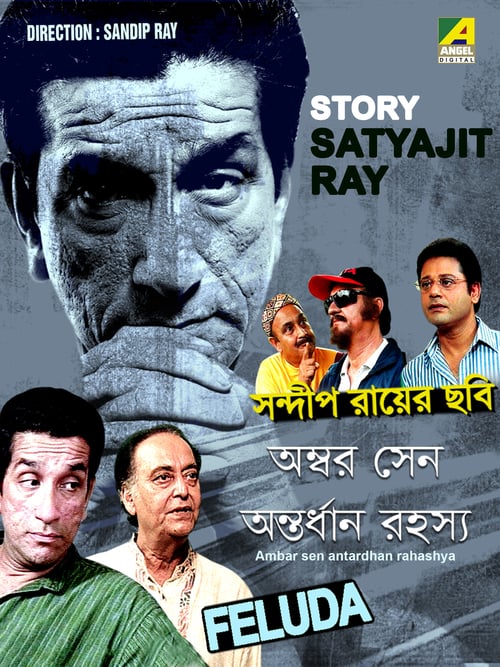 DIRECTION : SANDIP RAY
ANGEL
DIGITAL
STORY
SATYAJIT
RAY
সন্দীপ রায়ের ছবি
অম্বর সেন
অন্তর্ধান রহস্য
Ambar sen antardhan rahashya
FELUDA